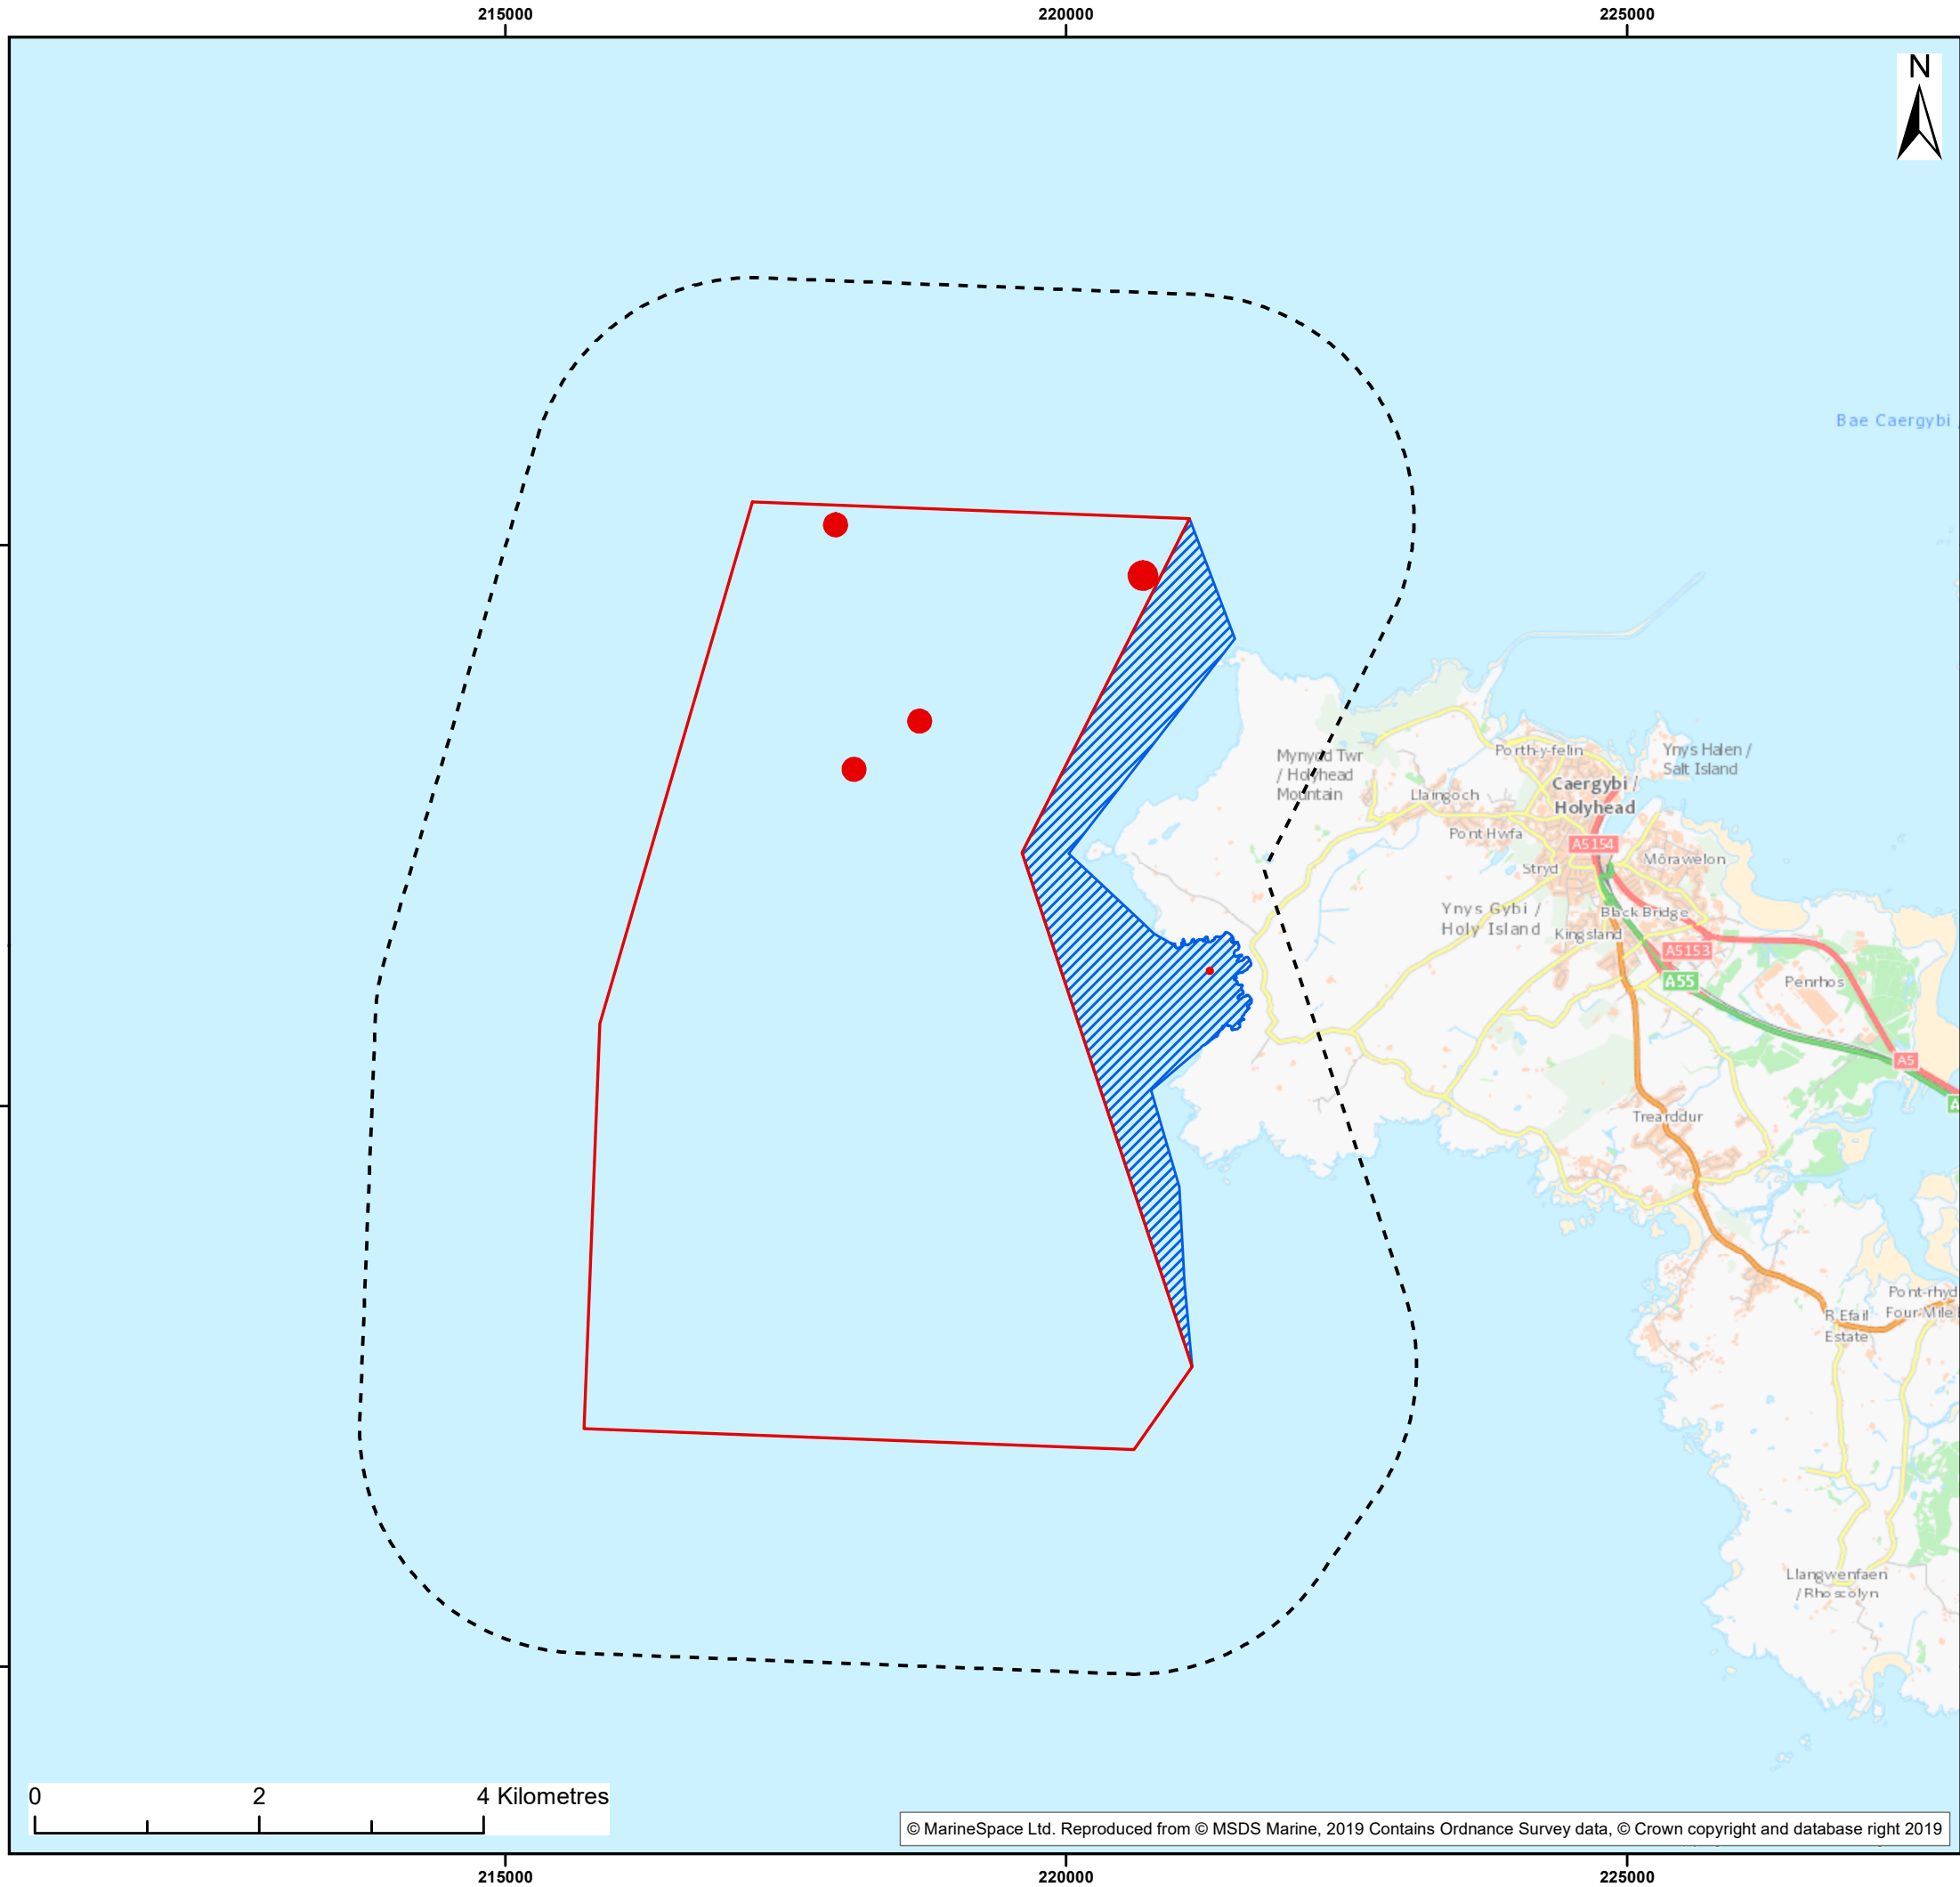 215000
220000
225000
N
Bae Caergybi
Mynydd Twr
/ Holyhead
Mountain
Porth-y-felin
Ynys Halen /
Salt Island
Caergybi /
Holyhead
Llaingoch
Pont Hwfa
A5154
Stryd
Môrawelon
Ynys Gybi /
Holy Island
Black Bridge
Kingsland
A5153
A55
Penrhos
A5
Trearddur
Pont-rhyd
Four Mile
R Efail
Estate
Llangwenfaen
/ Rhoscolyn
0
2
4 Kilometres
© MarineSpace Ltd. Reproduced from © MSDS Marine, 2019 Contains Ordnance Survey data, © Crown copyright and database right 2019
215000
220000
225000